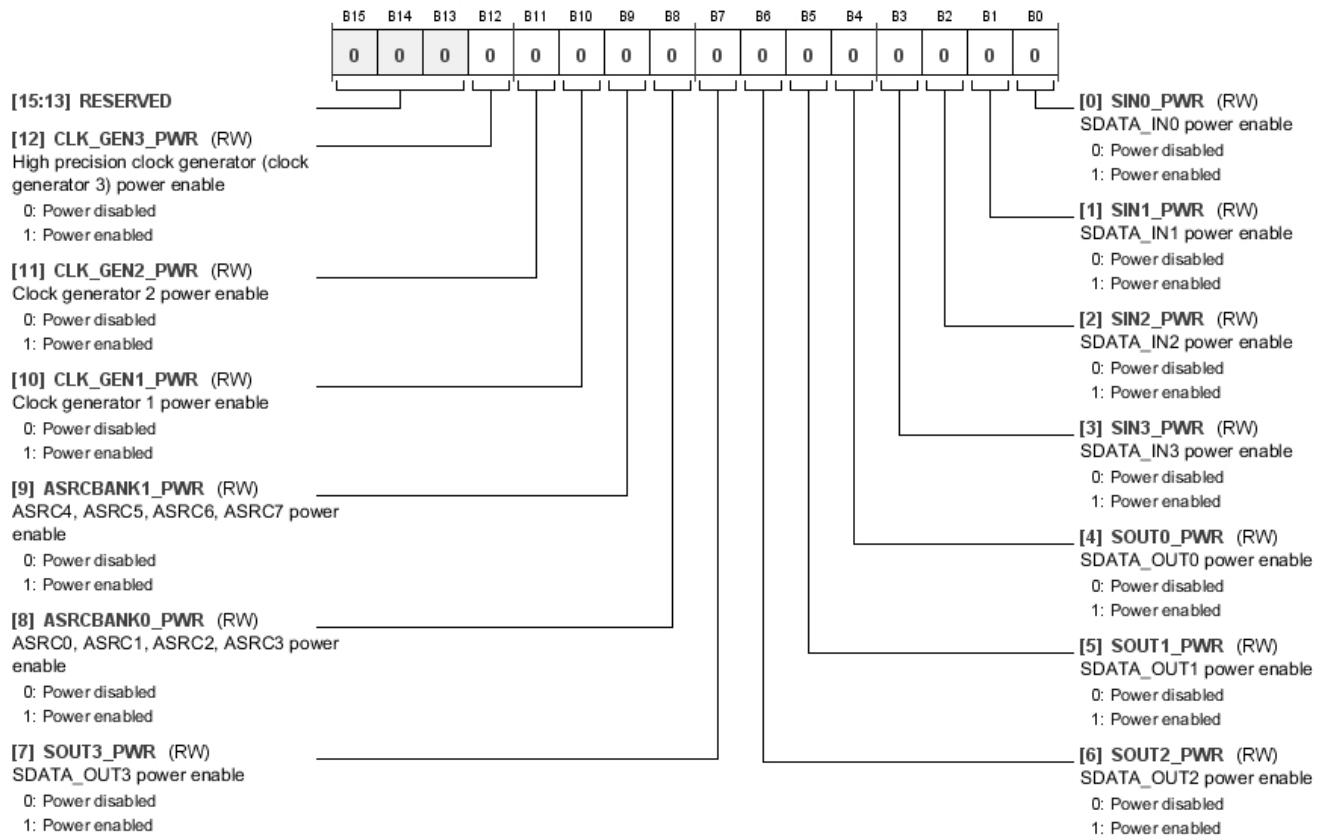 B15 B14 B13 B12 B11 B10 B9 B8 B7 B6 B5 B4 B3 B2 B1 B0
0 0 0 0 0 0 0 0 0 0 0 0 0 0 0 0
[15:13] RESERVED
[12] CLK_GEN3_PWR (RW)
High precision clock generator (clock
generator 3) power enable
0: Power disabled
1: Power enabled
[11] CLK_GEN2_PWR (RW)
Clock generator 2 power enable
0: Power disabled
1: Power enabled
[10] CLK_GEN1_PWR (RW)
Clock generator 1 power enable
0: Power disabled
1: Power enabled
[9] ASRCBANK1_PWR (RW)
ASRC4, ASRC5, ASRC6, ASRC7 power
enable
0: Power disabled
1: Power enabled
[8] ASRCBANK0_PWR (RW)
ASRC0, ASRC1, ASRC2, ASRC3 power
enable
0: Power disabled
1: Power enabled
[7] SOUT3_PWR (RW)
SDATA_OUT3 power enable
0: Power disabled
1: Power enabled
[0] SIN0_PWR (RW)
SDATA_IN0 power enable
0: Power disabled
1: Power enabled
[1] SIN1_PWR (RW)
SDATA_IN1 power enable
0: Power disabled
1: Power enabled
[2] SIN2_PWR (RW)
SDATA_IN2 power enable
0: Power disabled
1: Power enabled
[3] SIN3_PWR (RW)
SDATA_IN3 power enable
0: Power disabled
1: Power enabled
[4] SOUT0_PWR (RW)
SDATA_OUT0 power enable
0: Power disabled
1: Power enabled
[5] SOUT1_PWR (RW)
SDATA_OUT1 power enable
0: Power disabled
1: Power enabled
[6] SOUT2_PWR (RW)
SDATA_OUT2 power enable
0: Power disabled
1: Power enabled